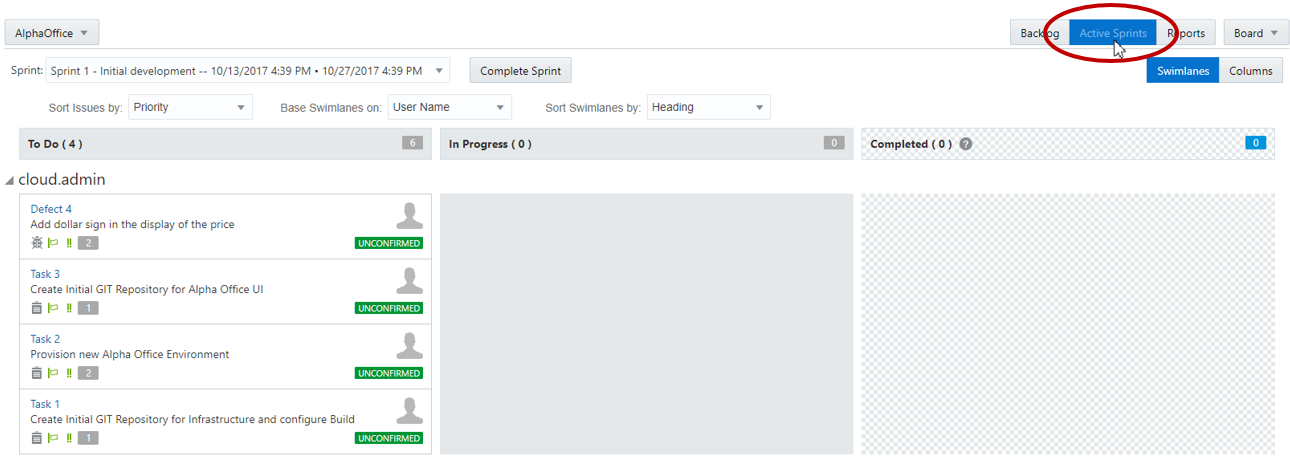 AlphaOffice Backlog Active Sprints Reports Board
Sprint: Sprint 1 - Initial development -- 10/13/2017 4:39 PM • 10/27/2017 4:39 PM Complete Sprint Swimlanes Columns
Sort Issues by: Priority Base Swimlanes on: User Name Sort Swimlanes by: Heading
To Do ( 4 ) 6 In Progress ( 0 ) 0 Completed ( 0 ) ? 0
cloud.admin
Defect 4
Add dollar sign in the display of the price
!! 2 UNCONFIRMED
Task 3
Create Initial GIT Repository for Alpha Office UI
!! 1 UNCONFIRMED
Task 2
Provision new Alpha Office Environment
!! 2 UNCONFIRMED
Task 1
Create Initial GIT Repository for Infrastructure and configure Build
!! 1 UNCONFIRMED